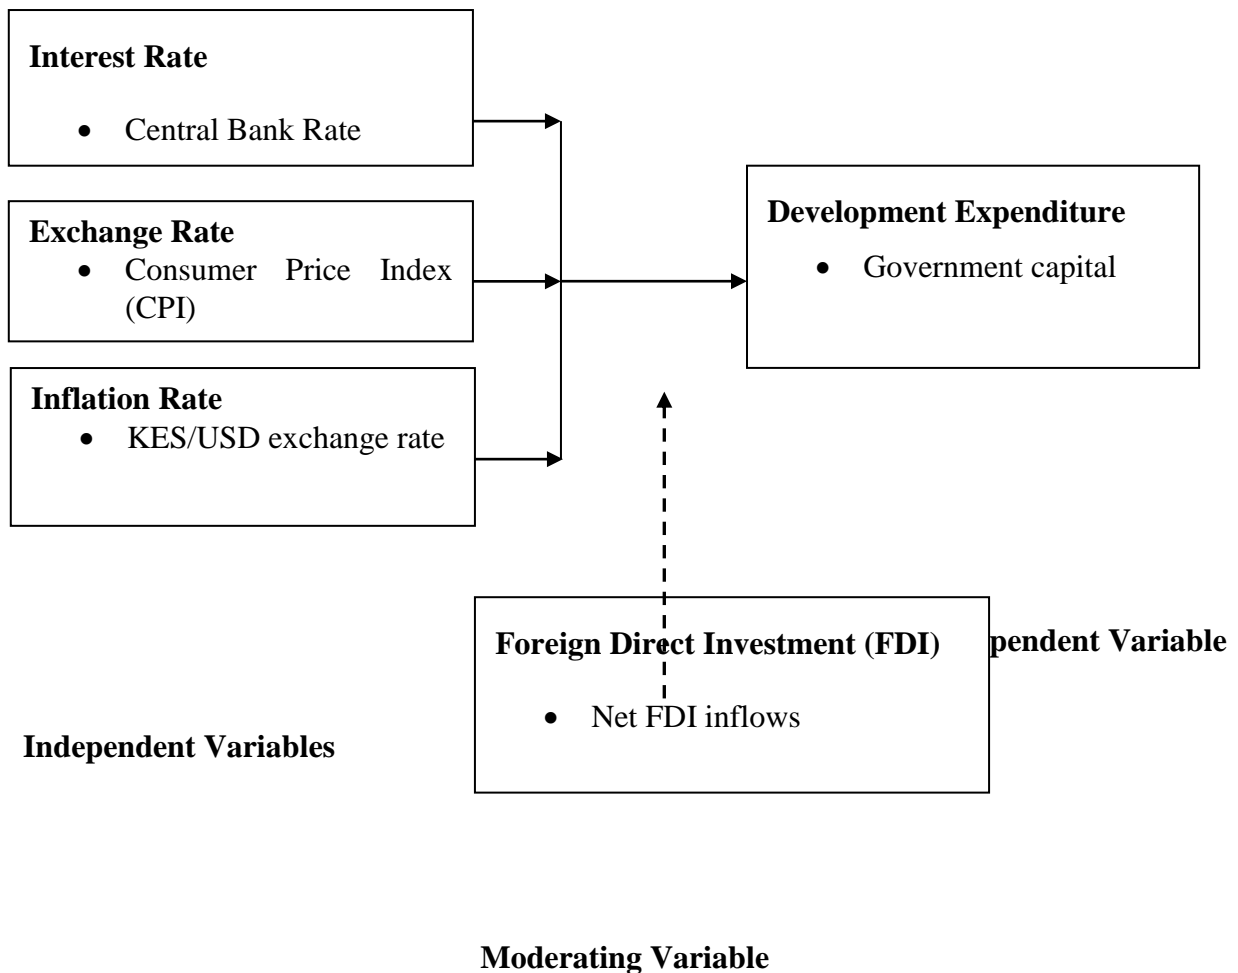 Interest Rate
• Central Bank Rate
Exchange Rate
• Consumer Price Index
(CPI)
Inflation Rate
• KES/USD exchange rate
Development Expenditure
• Government capital
Foreign Direct Investment (FDI)
• Net FDI inflows
pendent Variable
Independent Variables
Moderating Variable